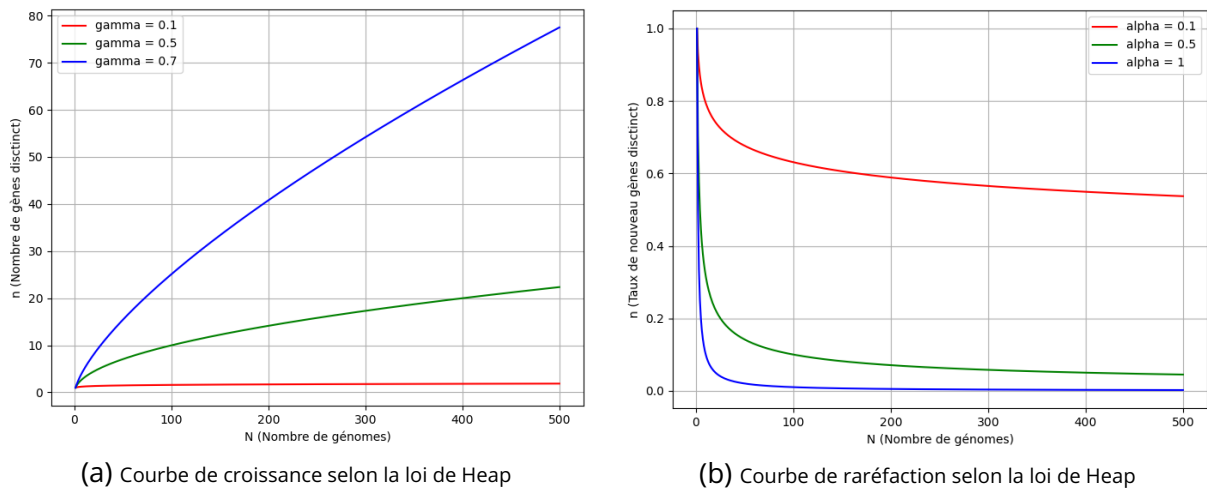 80
70
60
50
40
30
20
10
0
n (Nombre de gènes disctinct)
gamma = 0.1
gamma = 0.5
gamma = 0.7
0 100 200 300 400 500
N (Nombre de génomes)
(a) Courbe de croissance selon la loi de Heap
1.0
0.8
0.6
0.4
0.2
0.0
n (Taux de nouveau gènes disctinct)
alpha = 0.1
alpha = 0.5
alpha = 1
0 100 200 300 400 500
N (Nombre de génomes)
(b) Courbe de raréfaction selon la loi de Heap